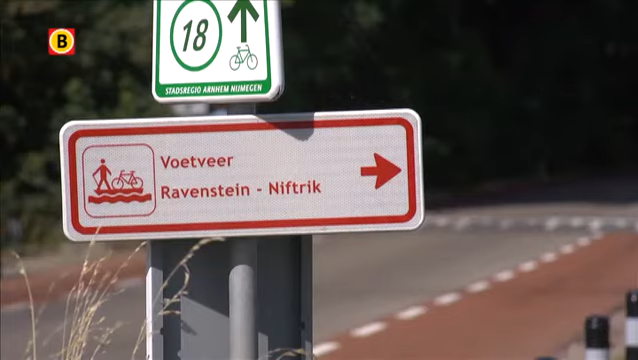 B
18
STADSREGIO ARNHEM NIJMEGEN
Voetveer
Ravenstein - Niftrik